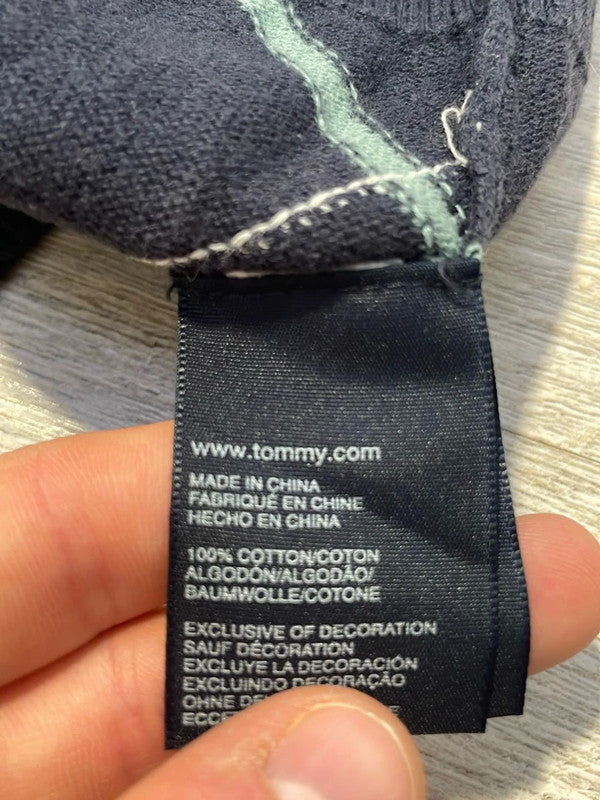 www.tommy.com
MADE IN CHINA
FABRIQUÉ EN CHINE
HECHO EN CHINA
100% COTTON/COTON
ALGODÓN/ALGODÃO/
BAUMWOLLE/COTONE
EXCLUSIVE OF DECORATION
SAUF DÉCORATION
EXCLUYE LA DECORACIÓN
EXCLUINDO DECORAÇÃO
OHNE